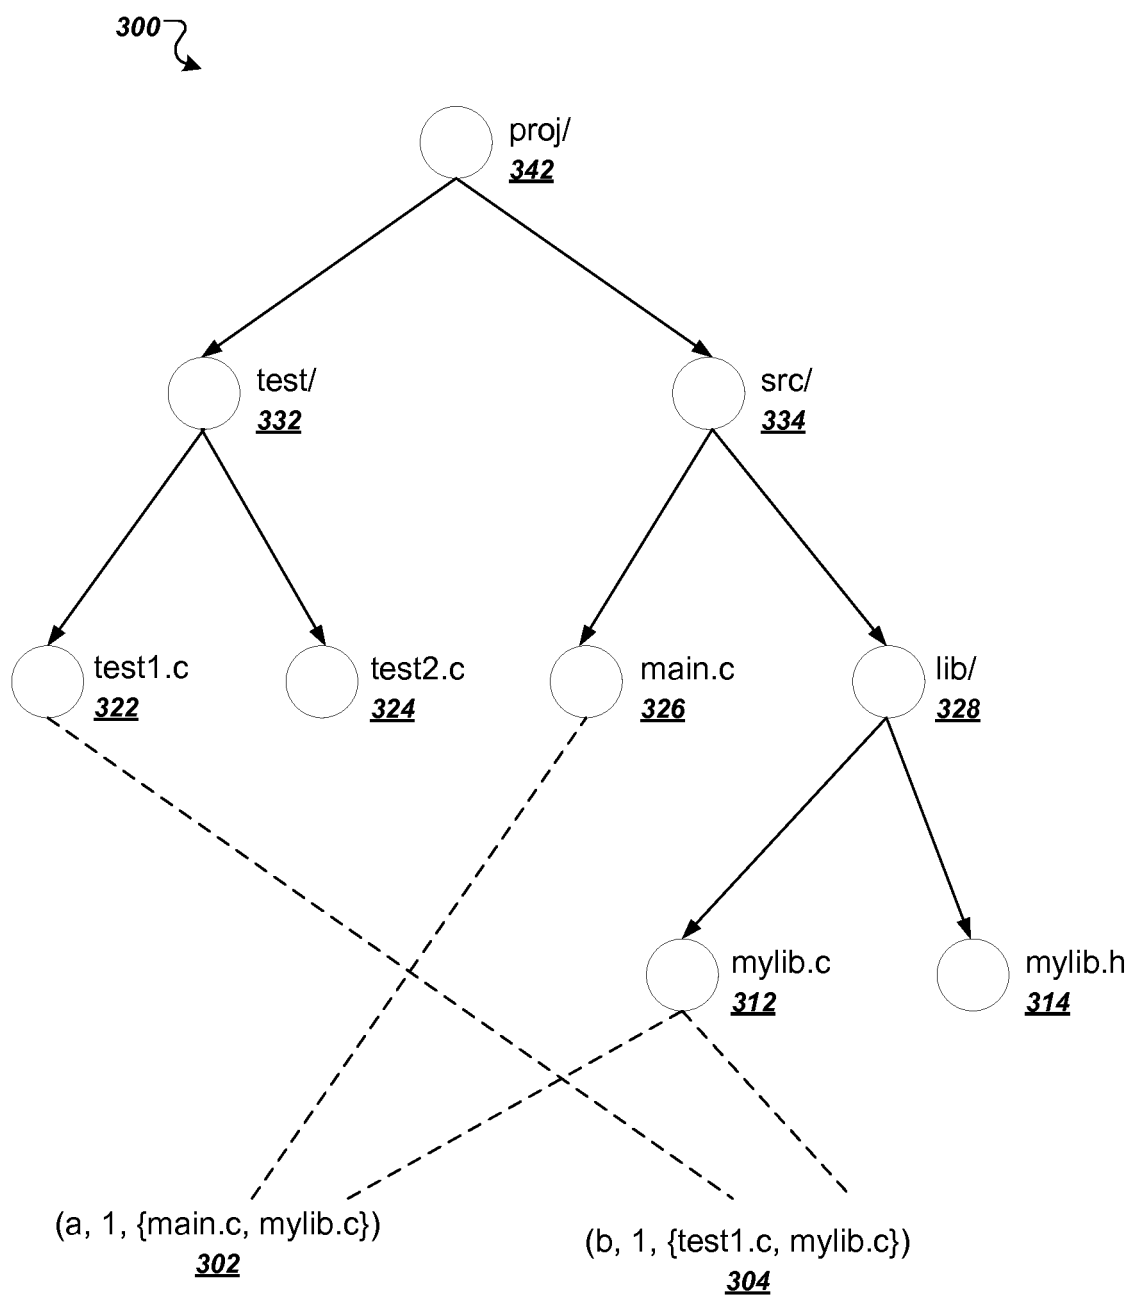 300
proj/
342
test/
332
src/
334
test1.c
322
test2.c
324
main.c
326
lib/
328
mylib.c
312
mylib.h
314
(a, 1, {main.c, mylib.c})
302
(b, 1, {test1.c, mylib.c})
304